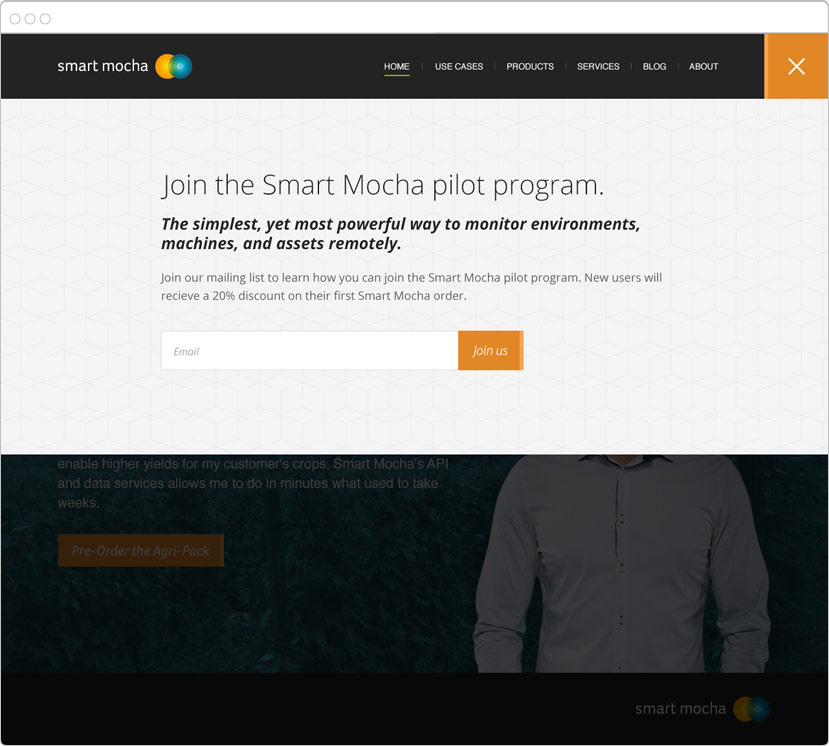 smart mocha
HOME
USE CASES
PRODUCTS
SERVICES
BLOG
ABOUT
Join the Smart Mocha pilot program.
The simplest, yet most powerful way to monitor environments,
machines, and assets remotely.
Join our mailing list to learn how you can join the Smart Mocha pilot program. New users will
recieve a 20% discount on their first Smart Mocha order.
Email
Join us
enable higher yields for my customer's crops. Smart Mocha's API
and data services allows me to do in minutes what used to take
weeks.
Pre-Order the Agri-Pack
smart mocha